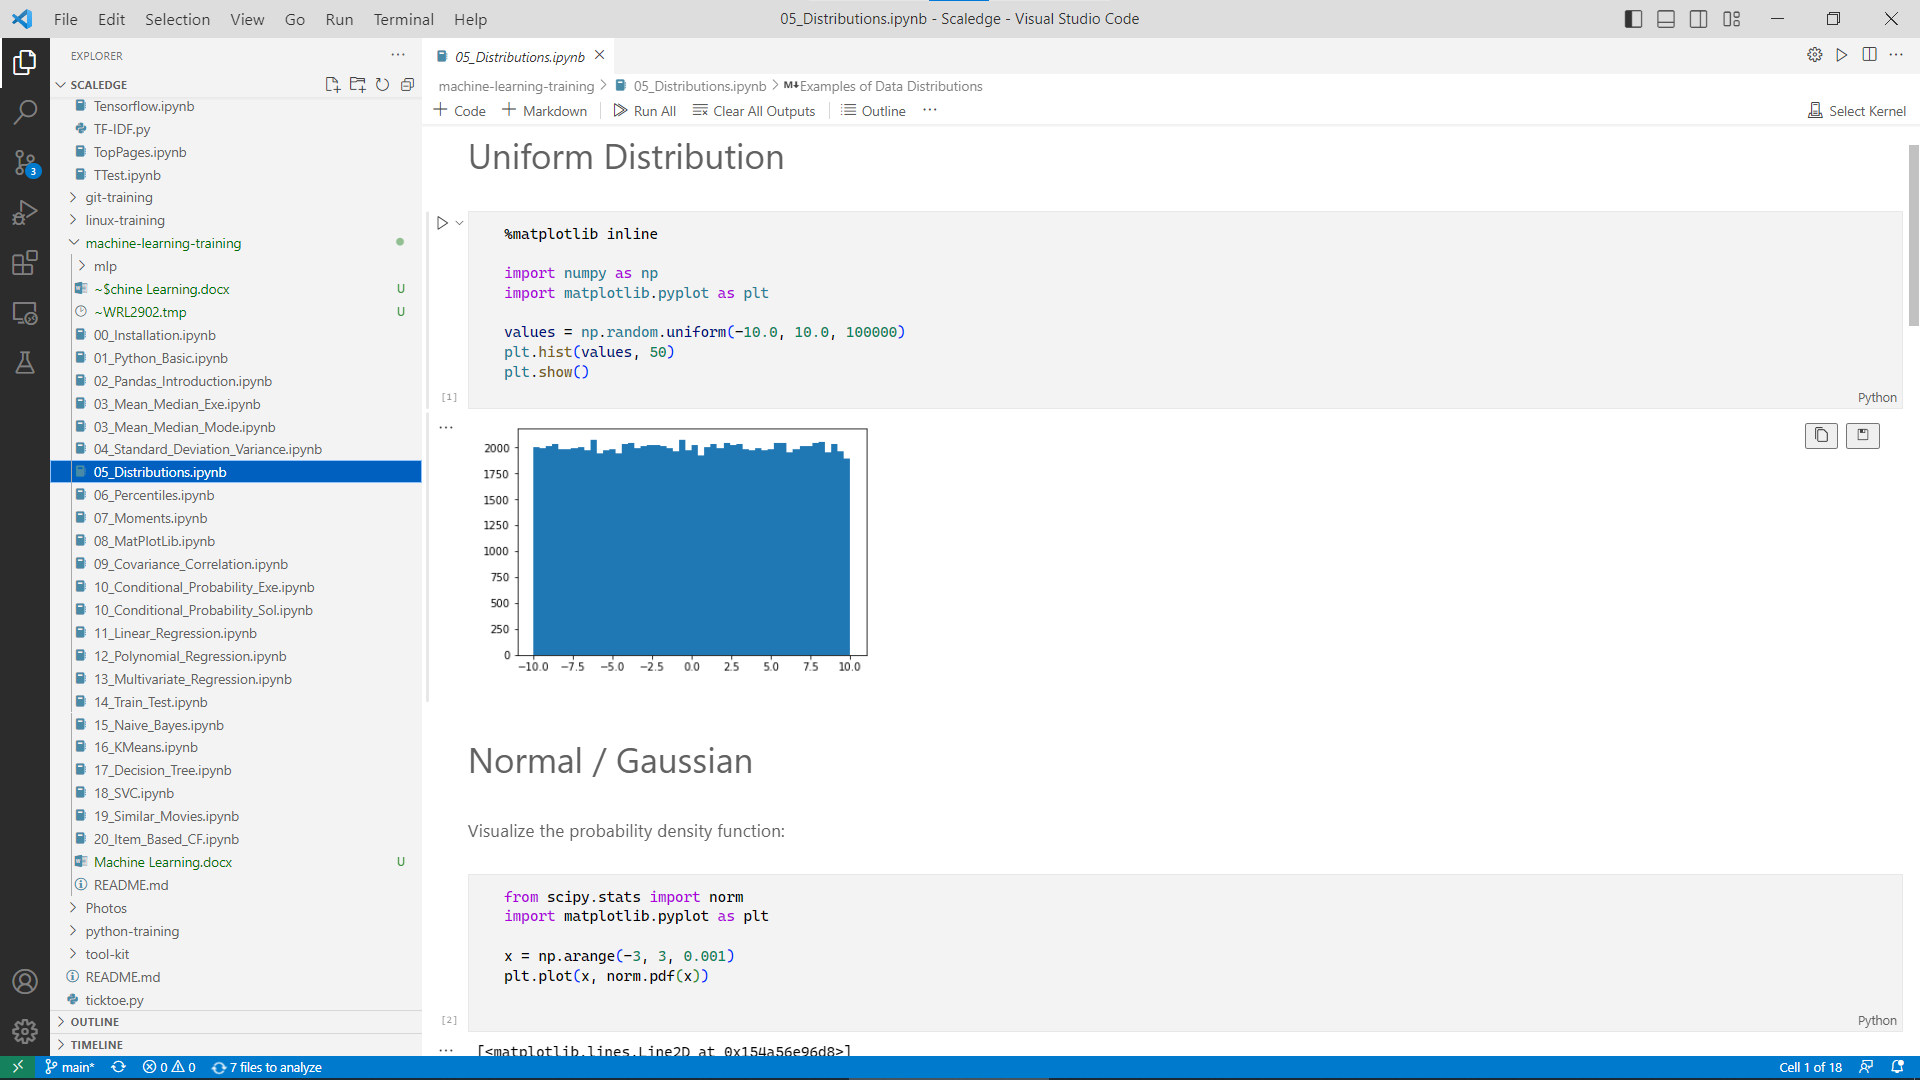 File Edit Selection View Go Run Terminal Help
05_Distributions.ipynb - Scaledge - Visual Studio Code
EXPLORER
SCALEDGE
Tensorflow.ipynb
TF-IDF.py
TopPages.ipynb
TTest.ipynb
git-training
linux-training
machine-learning-training
mlp
~$chine Learning.docx U
~WRL2902.tmp U
00_Installation.ipynb
01_Python_Basic.ipynb
02_Pandas_Introduction.ipynb
03_Mean_Median_Exe.ipynb
03_Mean_Median_Mode.ipynb
04_Standard_Deviation_Variance.ipynb
05_Distributions.ipynb
06_Percentiles.ipynb
07_Moments.ipynb
08_MatPlotLib.ipynb
09_Covariance_Correlation.ipynb
10_Conditional_Probability_Exe.ipynb
10_Conditional_Probability_Sol.ipynb
11_Linear_Regression.ipynb
12_Polynomial_Regression.ipynb
13_Multivariate_Regression.ipynb
14_Train_Test.ipynb
15_Naive_Bayes.ipynb
16_KMeans.ipynb
17_Decision_Tree.ipynb
18_SVC.ipynb
19_Similar_Movies.ipynb
20_Item_Based_CF.ipynb
Machine Learning.docx U
README.md
Photos
python-training
tool-kit
README.md
ticktoe.py
OUTLINE
TIMELINE
3
05_Distributions.ipynb
machine-learning-training > 05_Distributions.ipynb > M↓Examples of Data Distributions
+ Code + Markdown Run All Clear All Outputs Outline ... Select Kernel
Uniform Distribution
%matplotlib inline
import numpy as np
import matplotlib.pyplot as plt
values = np.random.uniform(-10.0, 10.0, 100000)
plt.hist(values, 50)
plt.show()
[1] Python
2000
1750
1500
1250
1000
750
500
250
0
−10.0 −7.5 −5.0 −2.5 0.0 2.5 5.0 7.5 10.0
Normal / Gaussian
Visualize the probability density function:
from scipy.stats import norm
import matplotlib.pyplot as plt
x = np.arange(-3, 3, 0.001)
plt.plot(x, norm.pdf(x))
[2] Python
[<matplotlib.lines.Line2D at 0x154a56e96d8>]
main* 0 0 7 files to analyze Cell 1 of 18